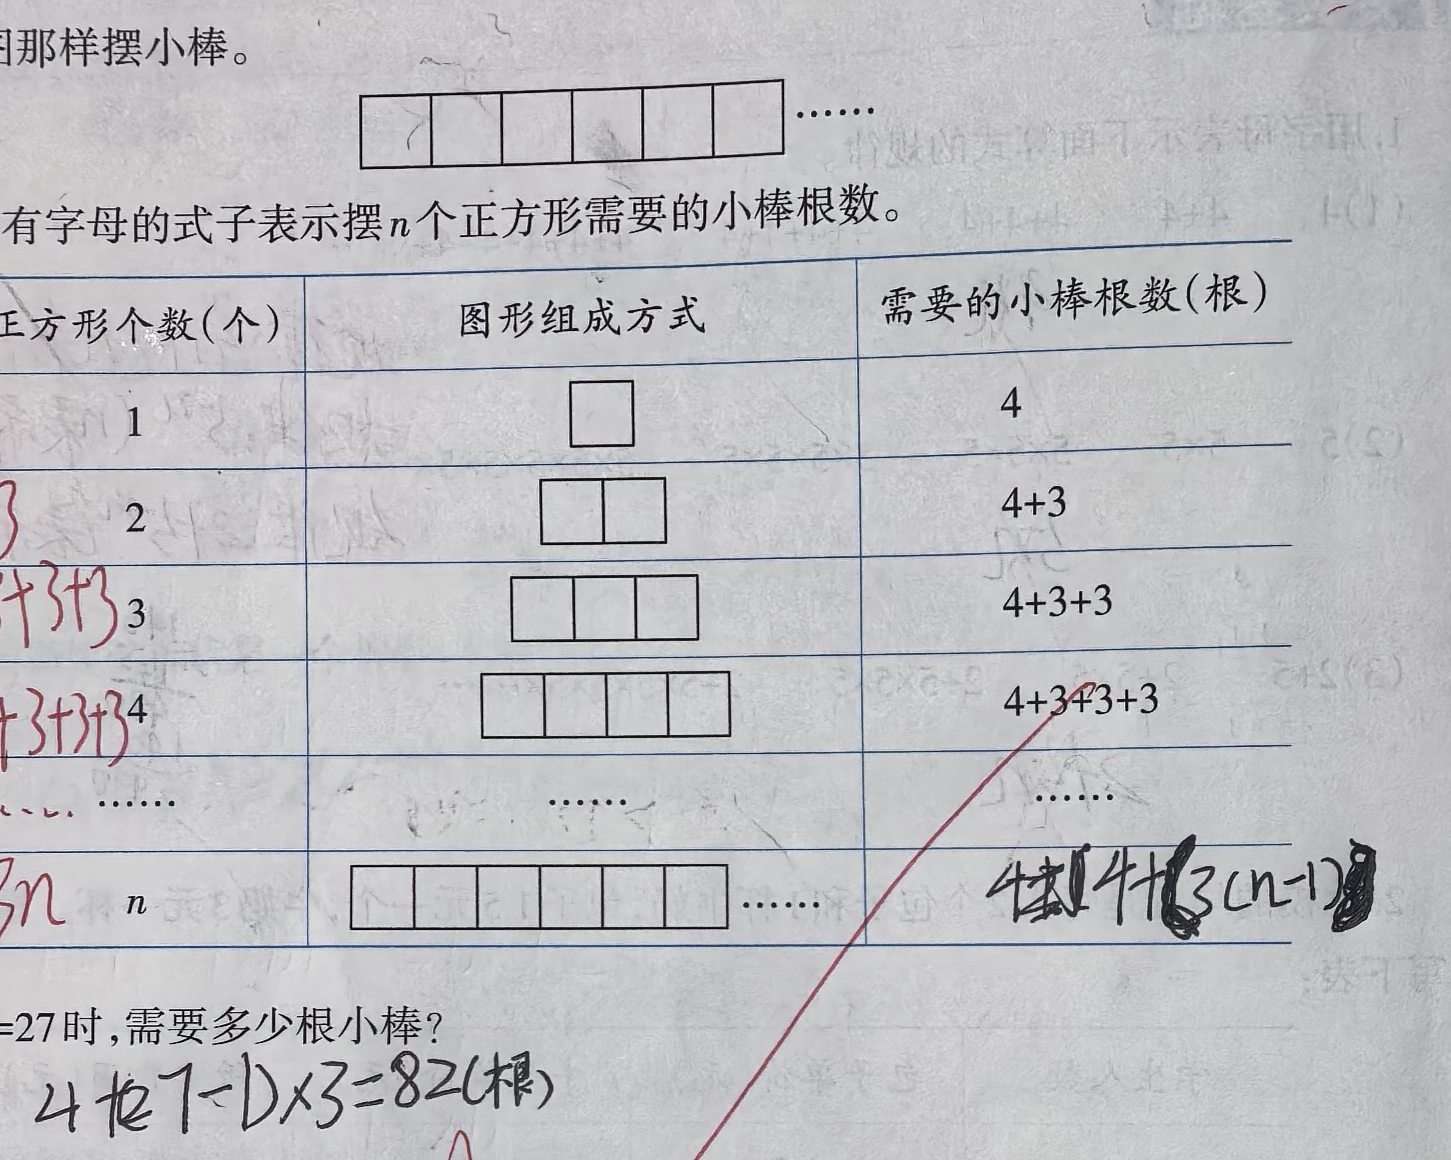 图那样摆小棒。
……
有字母的式子表示摆n个正方形需要的小棒根数。
正方形个数(个) 图形组成方式 需要的小棒根数(根)
1 4
3 2 4+3
+3+3 3 4+3+3
+3+3+3 4 4+3+3+3
…… …… …… ……
3n n …… 4+3(n-1)
=27时,需要多少根小棒?
4+(27-1)×3=82(根)